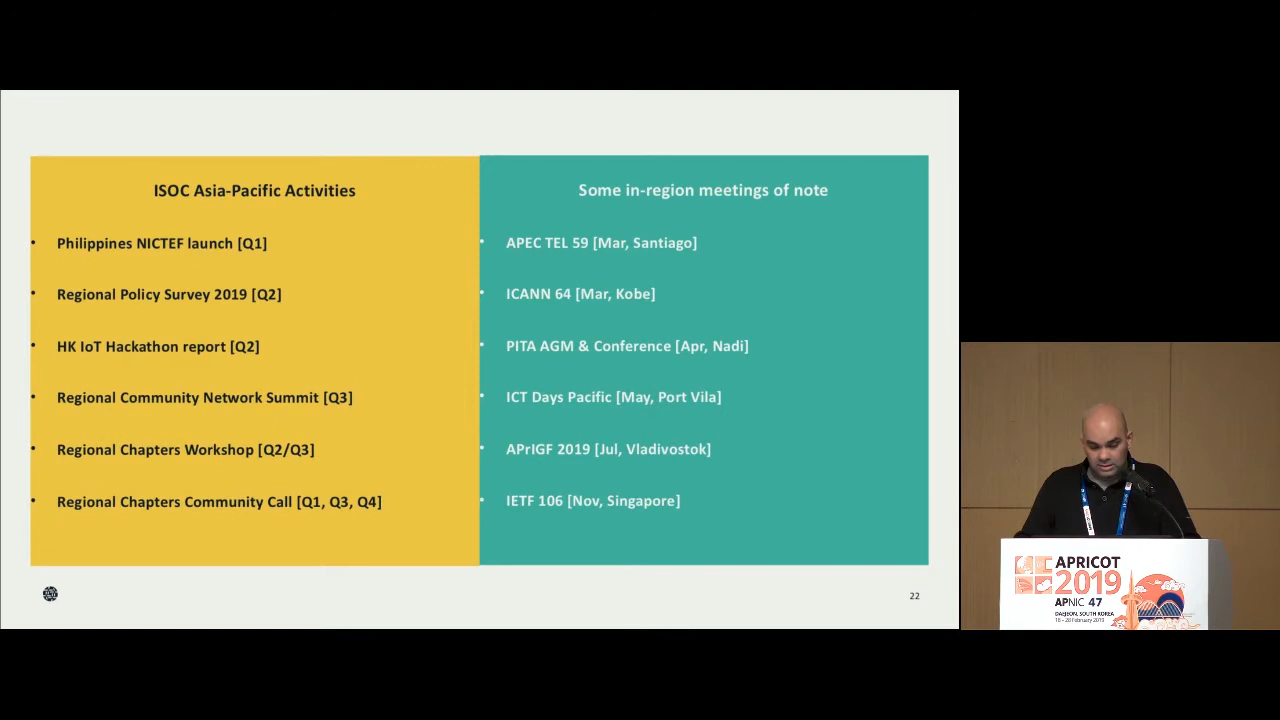 ISOC Asia-Pacific Activities
• Philippines NICTEF launch [Q1]
• Regional Policy Survey 2019 [Q2]
• HK IoT Hackathon report [Q2]
• Regional Community Network Summit [Q3]
• Regional Chapters Workshop [Q2/Q3]
• Regional Chapters Community Call [Q1, Q3, Q4]
Some in-region meetings of note
• APEC TEL 59 [Mar, Santiago]
• ICANN 64 [Mar, Kobe]
• PITA AGM & Conference [Apr, Nadi]
• ICT Days Pacific [May, Port Vila]
• APrIGF 2019 [Jul, Vladivostok]
• IETF 106 [Nov, Singapore]
22
APRICOT
2019
APNIC 47
DAEJEON, SOUTH KOREA
February 2019